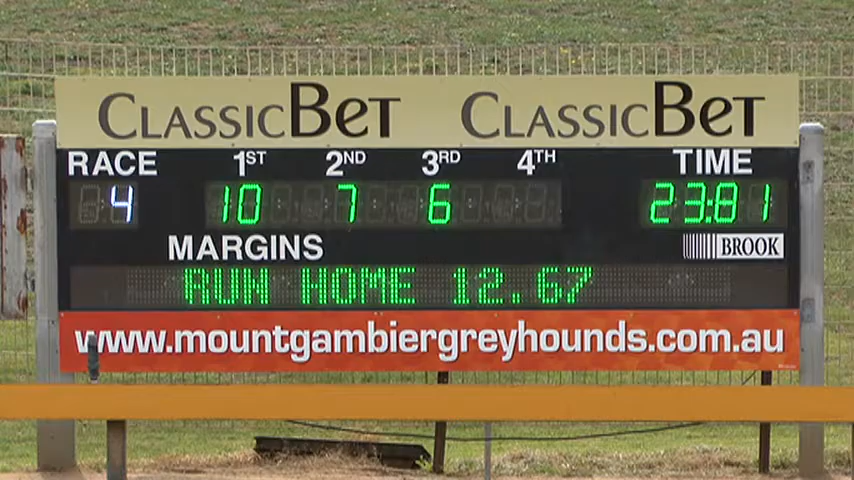 CLASSICBET CLASSICBET
RACE 1ST 2ND 3RD 4TH TIME
4 10 7 6 23:81
MARGINS BROOK
RUN HOME 12.67
www.mountgambiergreyhounds.com.au